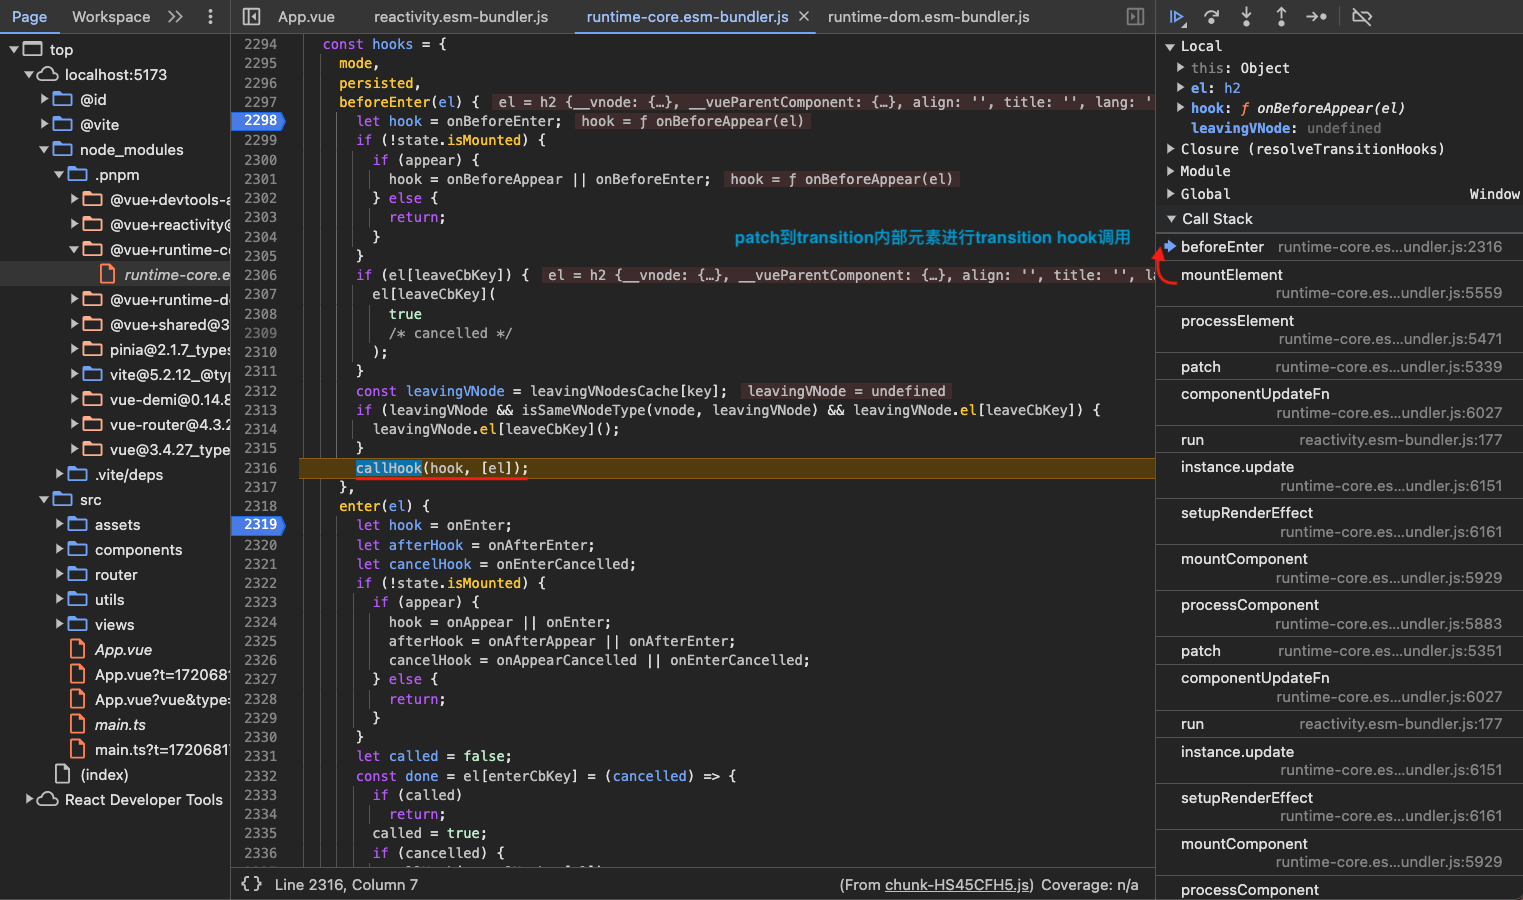 Page
Workspace
App.vue
reactivity.esm-bundler.js
runtime-core.esm-bundler.js
runtime-dom.esm-bundler.js
top
localhost:5173
@id
@vite
node_modules
.pnpm
@vue+devtools-a
@vue+reactivity@
@vue+runtime-co
runtime-core.e
@vue+runtime-do
@vue+shared@3
pinia@2.1.7_types
vite@5.2.12_@typ
vue-demi@0.14.8
vue-router@4.3.2
vue@3.4.27_type
.vite/deps
src
assets
components
router
utils
views
App.vue
App.vue?t=1720681
App.vue?vue&type=
main.ts
main.ts?t=1720681
(index)
React Developer Tools
2294 const hooks = {
2295 mode,
2296 persisted,
2297 beforeEnter(el) { el = h2 {__vnode: {…}, __vueParentComponent: {…}, align: '', title: '', lang: '
2298 let hook = onBeforeEnter; hook = ƒ onBeforeAppear(el)
2299 if (!state.isMounted) {
2300 if (appear) {
2301 hook = onBeforeAppear || onBeforeEnter; hook = ƒ onBeforeAppear(el)
2302 } else {
2303 return;
2304 }
patch到transition内部元素进行transition hook调用
2305 }
2306 if (el[leaveCbKey]) { el = h2 {__vnode: {…}, __vueParentComponent: {…}, align: '', title: '', la
2307 el[leaveCbKey](
2308 true
2309 /* cancelled */
2310 );
2311 }
2312 const leavingVNode = leavingVNodesCache[key]; leavingVNode = undefined
2313 if (leavingVNode && isSameVNodeType(vnode, leavingVNode) && leavingVNode.el[leaveCbKey]) {
2314 leavingVNode.el[leaveCbKey]();
2315 }
2316 callHook(hook, [el]);
2317 },
2318 enter(el) {
2319 let hook = onEnter;
2320 let afterHook = onAfterEnter;
2321 let cancelHook = onEnterCancelled;
2322 if (!state.isMounted) {
2323 if (appear) {
2324 hook = onAppear || onEnter;
2325 afterHook = onAfterAppear || onAfterEnter;
2326 cancelHook = onAppearCancelled || onEnterCancelled;
2327 } else {
2328 return;
2329 }
2330 }
2331 let called = false;
2332 const done = el[enterCbKey] = (cancelled) => {
2333 if (called)
2334 return;
2335 called = true;
2336 if (cancelled) {
{} Line 2316, Column 7
(From chunk-HS45CFH5.js) Coverage: n/a
Local
this: Object
el: h2
hook: ƒ onBeforeAppear(el)
leavingVNode: undefined
Closure (resolveTransitionHooks)
Module
Global Window
Call Stack
beforeEnter runtime-core.es…undler.js:2316
mountElement
runtime-core.es…undler.js:5559
processElement
runtime-core.es…undler.js:5471
patch runtime-core.es…undler.js:5339
componentUpdateFn
runtime-core.es…undler.js:6027
run reactivity.esm-bundler.js:177
instance.update
runtime-core.es…undler.js:6151
setupRenderEffect
runtime-core.es…undler.js:6161
mountComponent
runtime-core.es…undler.js:5929
processComponent
runtime-core.es…undler.js:5883
patch runtime-core.es…undler.js:5351
componentUpdateFn
runtime-core.es…undler.js:6027
run reactivity.esm-bundler.js:177
instance.update
runtime-core.es…undler.js:6151
setupRenderEffect
runtime-core.es…undler.js:6161
mountComponent
runtime-core.es…undler.js:5929
processComponent